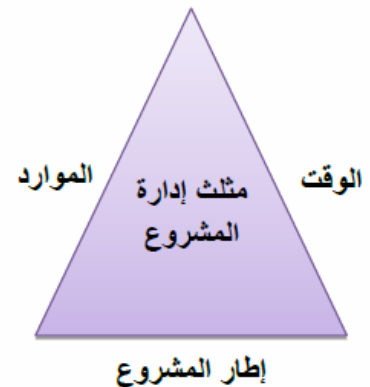 الوقت
الموارد
مثلث إدارة
المشروع
إطار المشروع